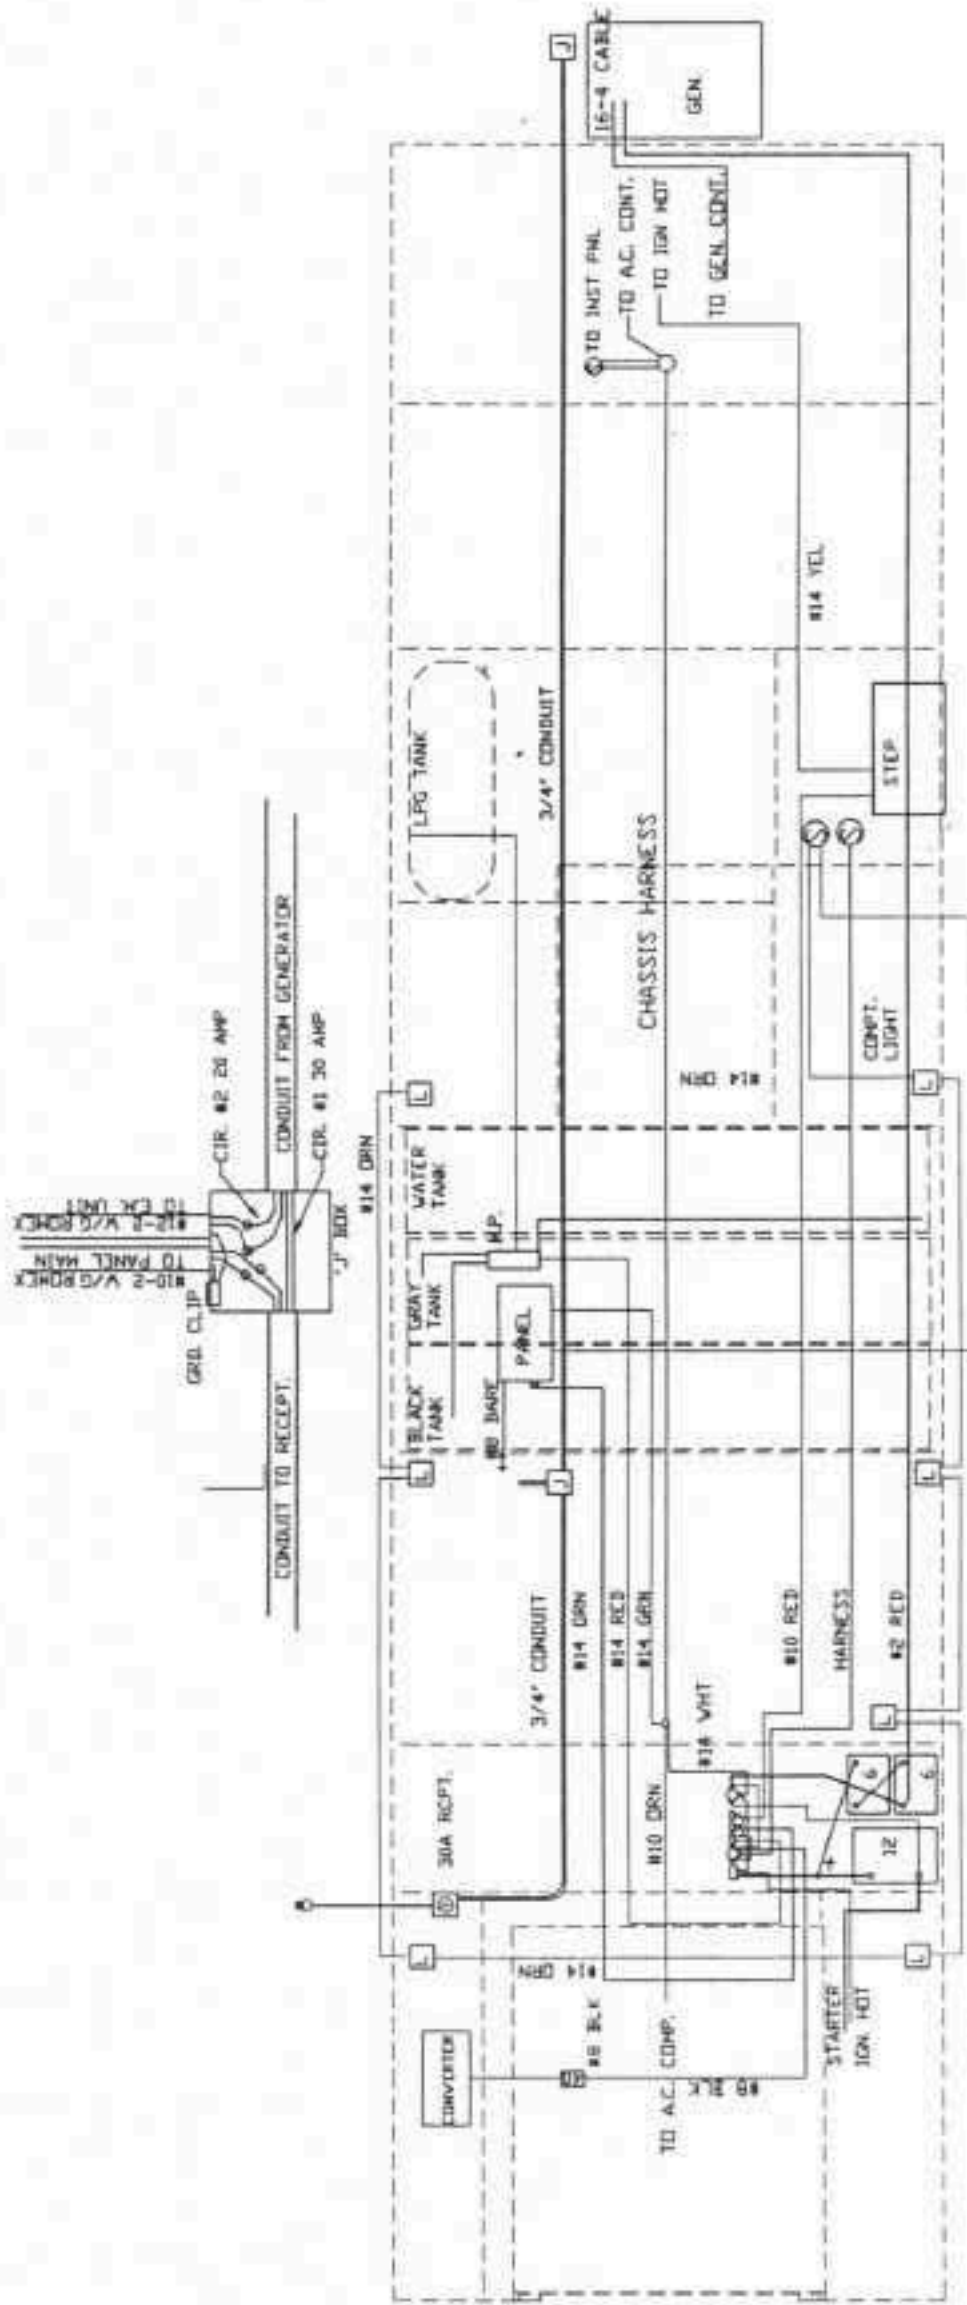 #10-2 W/GROMEX
TO PANEL MAIN
#12-2 W/GROMEX
TO E.M. UNIT
GRD. CLIP
CIR. #2 20 AMP
CONDUIT TO RECEPT.
CONDUIT FROM GENERATOR
"J" BOX
CIR. #1 30 AMP
#14 ORN
CONVERTER
L
30A RCPT.
L
BLACK
TANK
GRAY
TANK
WATER
TANK
L
LPG TANK
#8 BARE
PANEL
W.P.
J
3/4" CONDUIT
3/4" CONDUIT
J
16-4 CABLE
GEN.
#8 BLK
#14 ORN
#14 ORN
#14 RED
#14 GRN
TO INST PNL
TO A.C. CONT.
TO IGN HOT
TO GEN. CONT.
CHASSIS HARNESS
#14 ORN
TO A.C. COMP.
#8 BLK
#10 ORN
#14 WHT
#10 RED
HARNESS
#2 RED
#14 YEL
STARTER
IGN. HOT
12
+
6
6
L
L
L
L
COMPT.
LIGHT
STEP